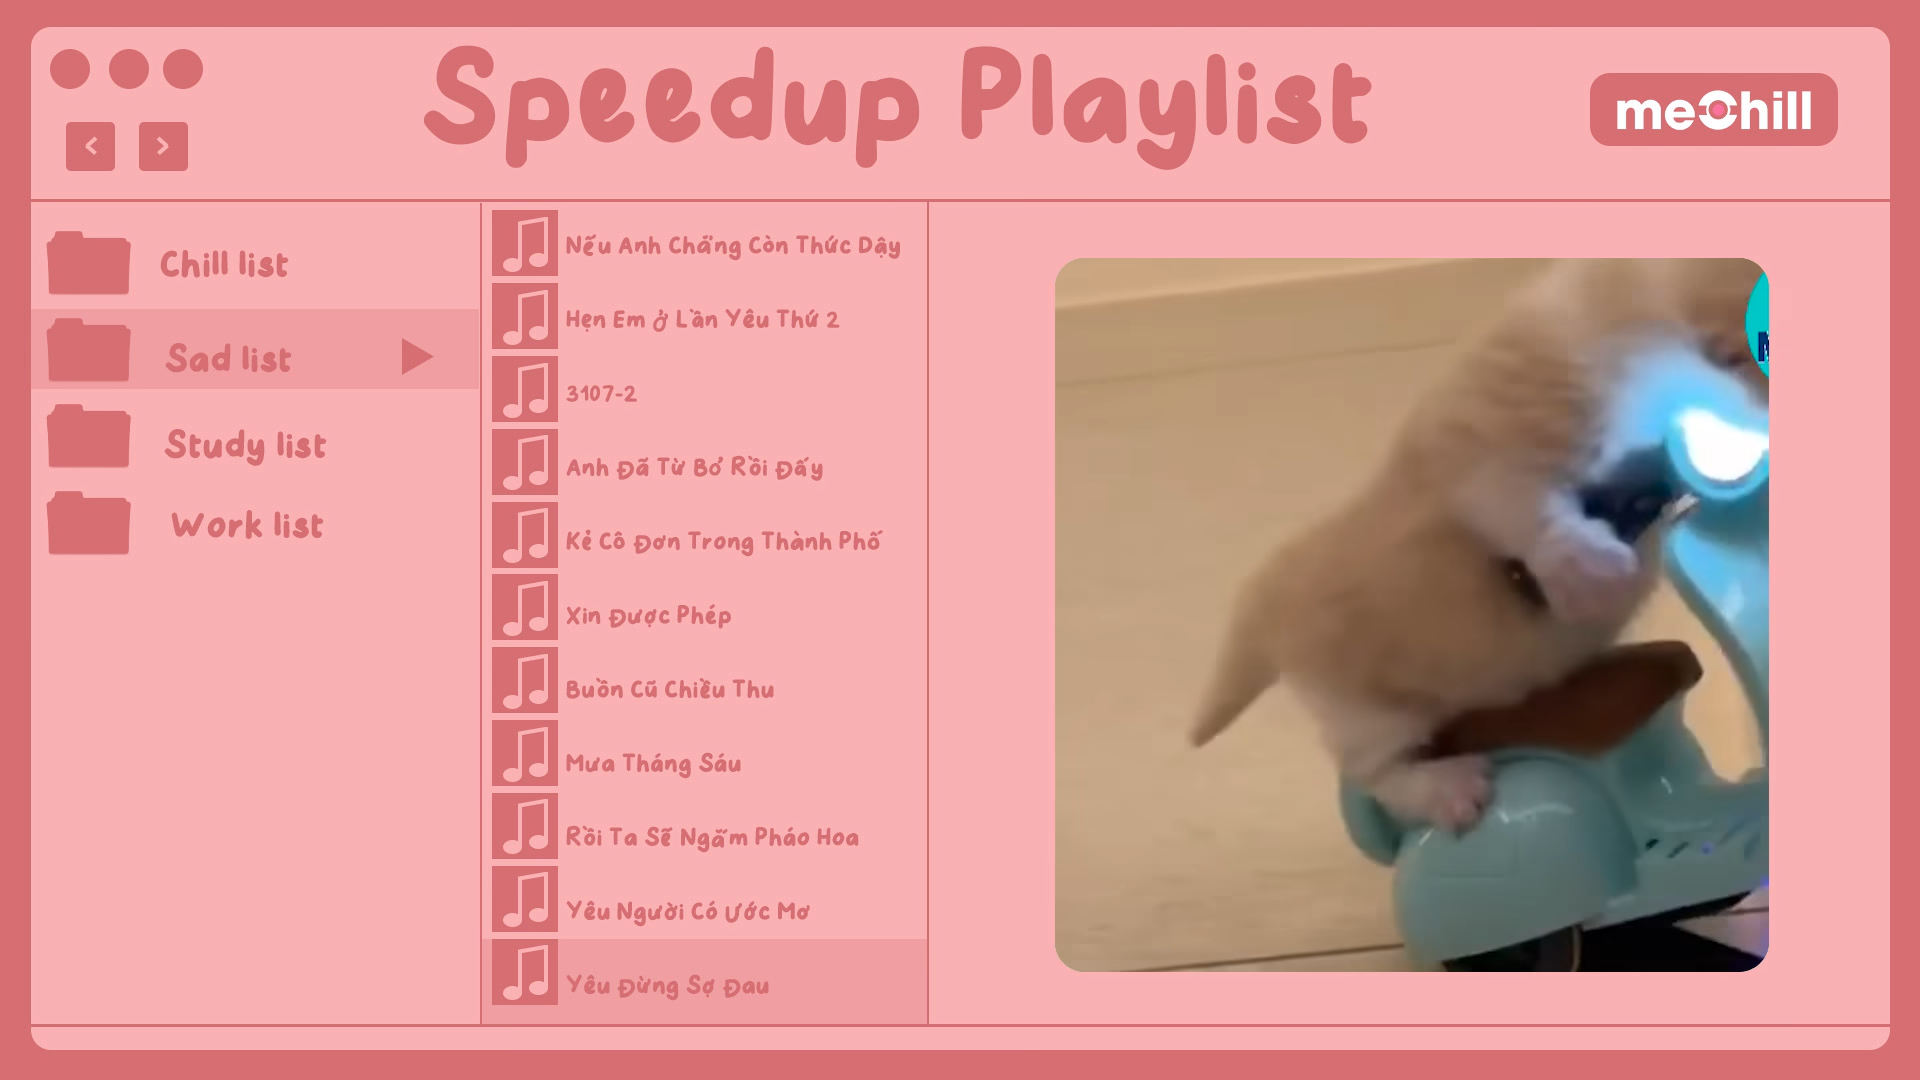 Speedup Playlist
meChill
Chill list
Sad list
Study list
Work list
Nếu Anh Chẳng Còn Thức Dậy
Hẹn Em ở Lần Yêu Thứ 2
3107-2
Anh Đã Từ Bỏ Rồi Đấy
Kẻ Cô Đơn Trong Thành Phố
Xin Được Phép
Buồn Cũ Chiều Thu
Mưa Tháng Sáu
Rồi Ta Sẽ Ngắm Pháo Hoa
Yêu Người Có Ước Mơ
Yêu Đừng Sợ Đau